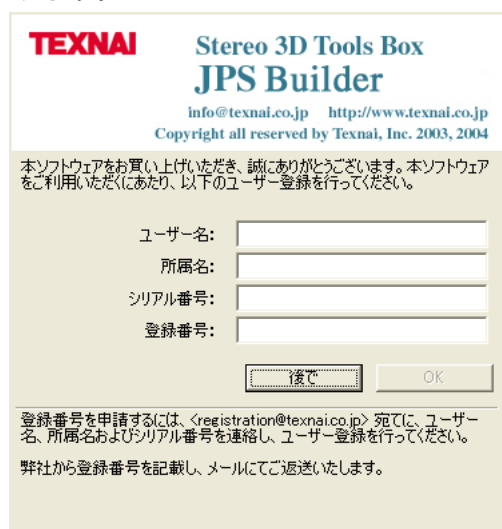 TEXNAI
Stereo 3D Tools Box
JPS Builder
info@texnai.co.jp http://www.texnai.co.jp
Copyright all reserved by Texnai, Inc. 2003, 2004
本ソフトウェアをお買い上げいただき、誠にありがとうございます。本ソフトウェア
をご利用いただくにあたり、以下のユーザー登録を行ってください。
ユーザー名:
所属名:
シリアル番号:
登録番号:
後で OK
登録番号を申請するには、<registration@texnai.co.jp> 宛てに、ユーザー
名、所属名およびシリアル番号を連絡し、ユーザー登録を行ってください。
弊社から登録番号を記載し、メールにてご返送いたします。